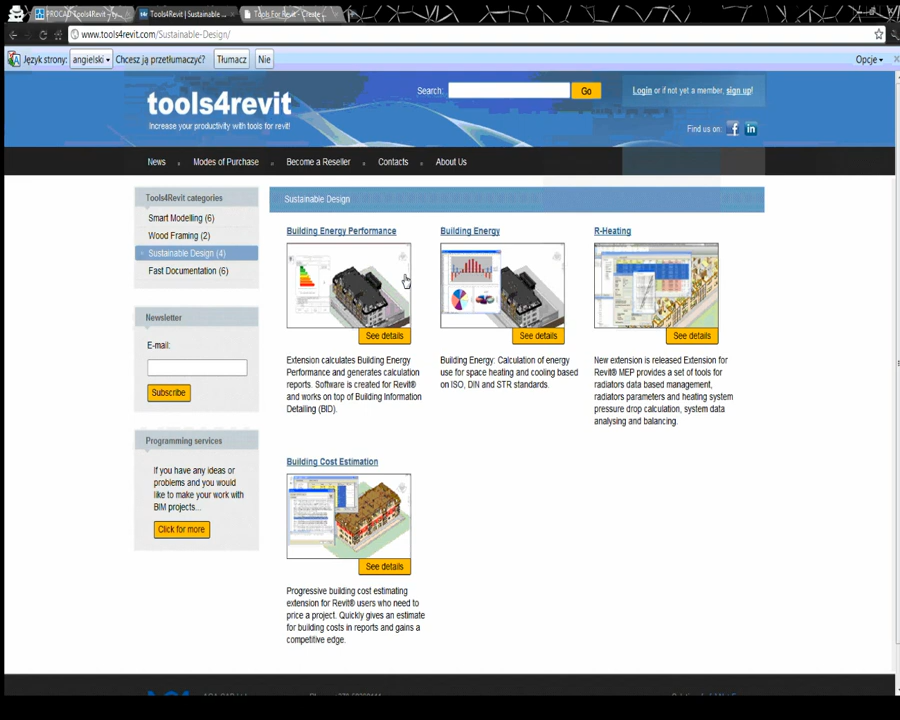 PROCAD Tools4Revit
Tools4Revit | Sustainable ...
Tools For Revit - Create ...
www.tools4revit.com/Sustainable-Design/
Język strony: angielski Chcesz ją przetłumaczyć? Tłumacz Nie Opcje
tools4revit
Increase your productivity with tools for revit!
Search: Go
Login or if not yet a member, sign up!
Find us on:
News Modes of Purchase Become a Reseller Contacts About Us
Tools4Revit categories
Smart Modelling (6)
Wood Framing (2)
Sustainable Design (4)
Fast Documentation (6)
Newsletter
E-mail:
Subscribe
Programming services
If you have any ideas or
problems and you would
like to make your work with
BIM projects...
Click for more
Sustainable Design
Building Energy Performance
See details
Extension calculates Building Energy
Performance and generates calculation
reports. Software is created for Revit®
and works on top of Building Information
Detailing (BID).
Building Energy
See details
Building Energy: Calculation of energy
use for space heating and cooling based
on ISO, DIN and STR standards.
R-Heating
See details
New extension is released Extension for
Revit® MEP provides a set of tools for
radiators data based management,
radiators parameters and heating system
pressure drop calculation, system data
analysing and balancing.
Building Cost Estimation
See details
Progressive building cost estimating
extension for Revit® users who need to
price a project. Quickly gives an estimate
for building costs in reports and gains a
competitive edge.